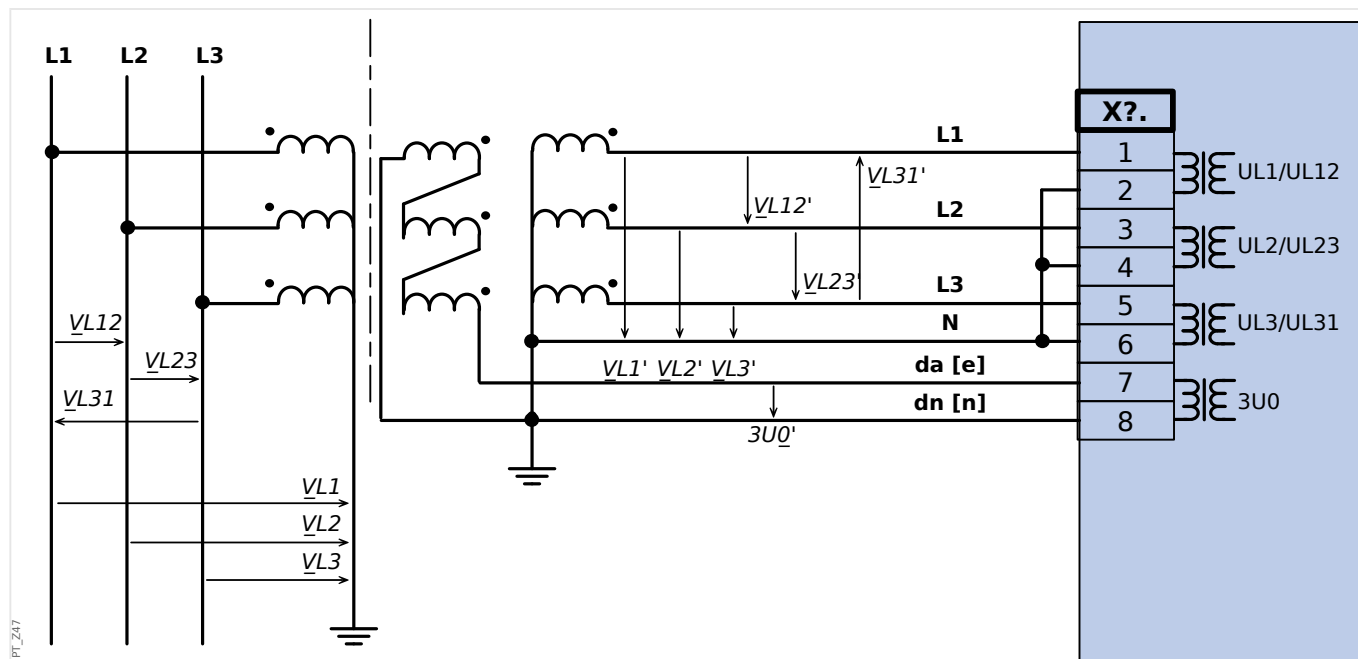 L1 L2 L3
X?.
L1
1
VL31'
UL1/UL12
2
VL12'
L2
3
UL2/UL23
4
VL23'
L3
5
N
UL3/UL31
6
VL12
VL23
VL1' VL2' VL3'
da [e]
7
VL31
dn [n]
3U0
8
3U0'
VL1
VL2
VL3
PT_Z47